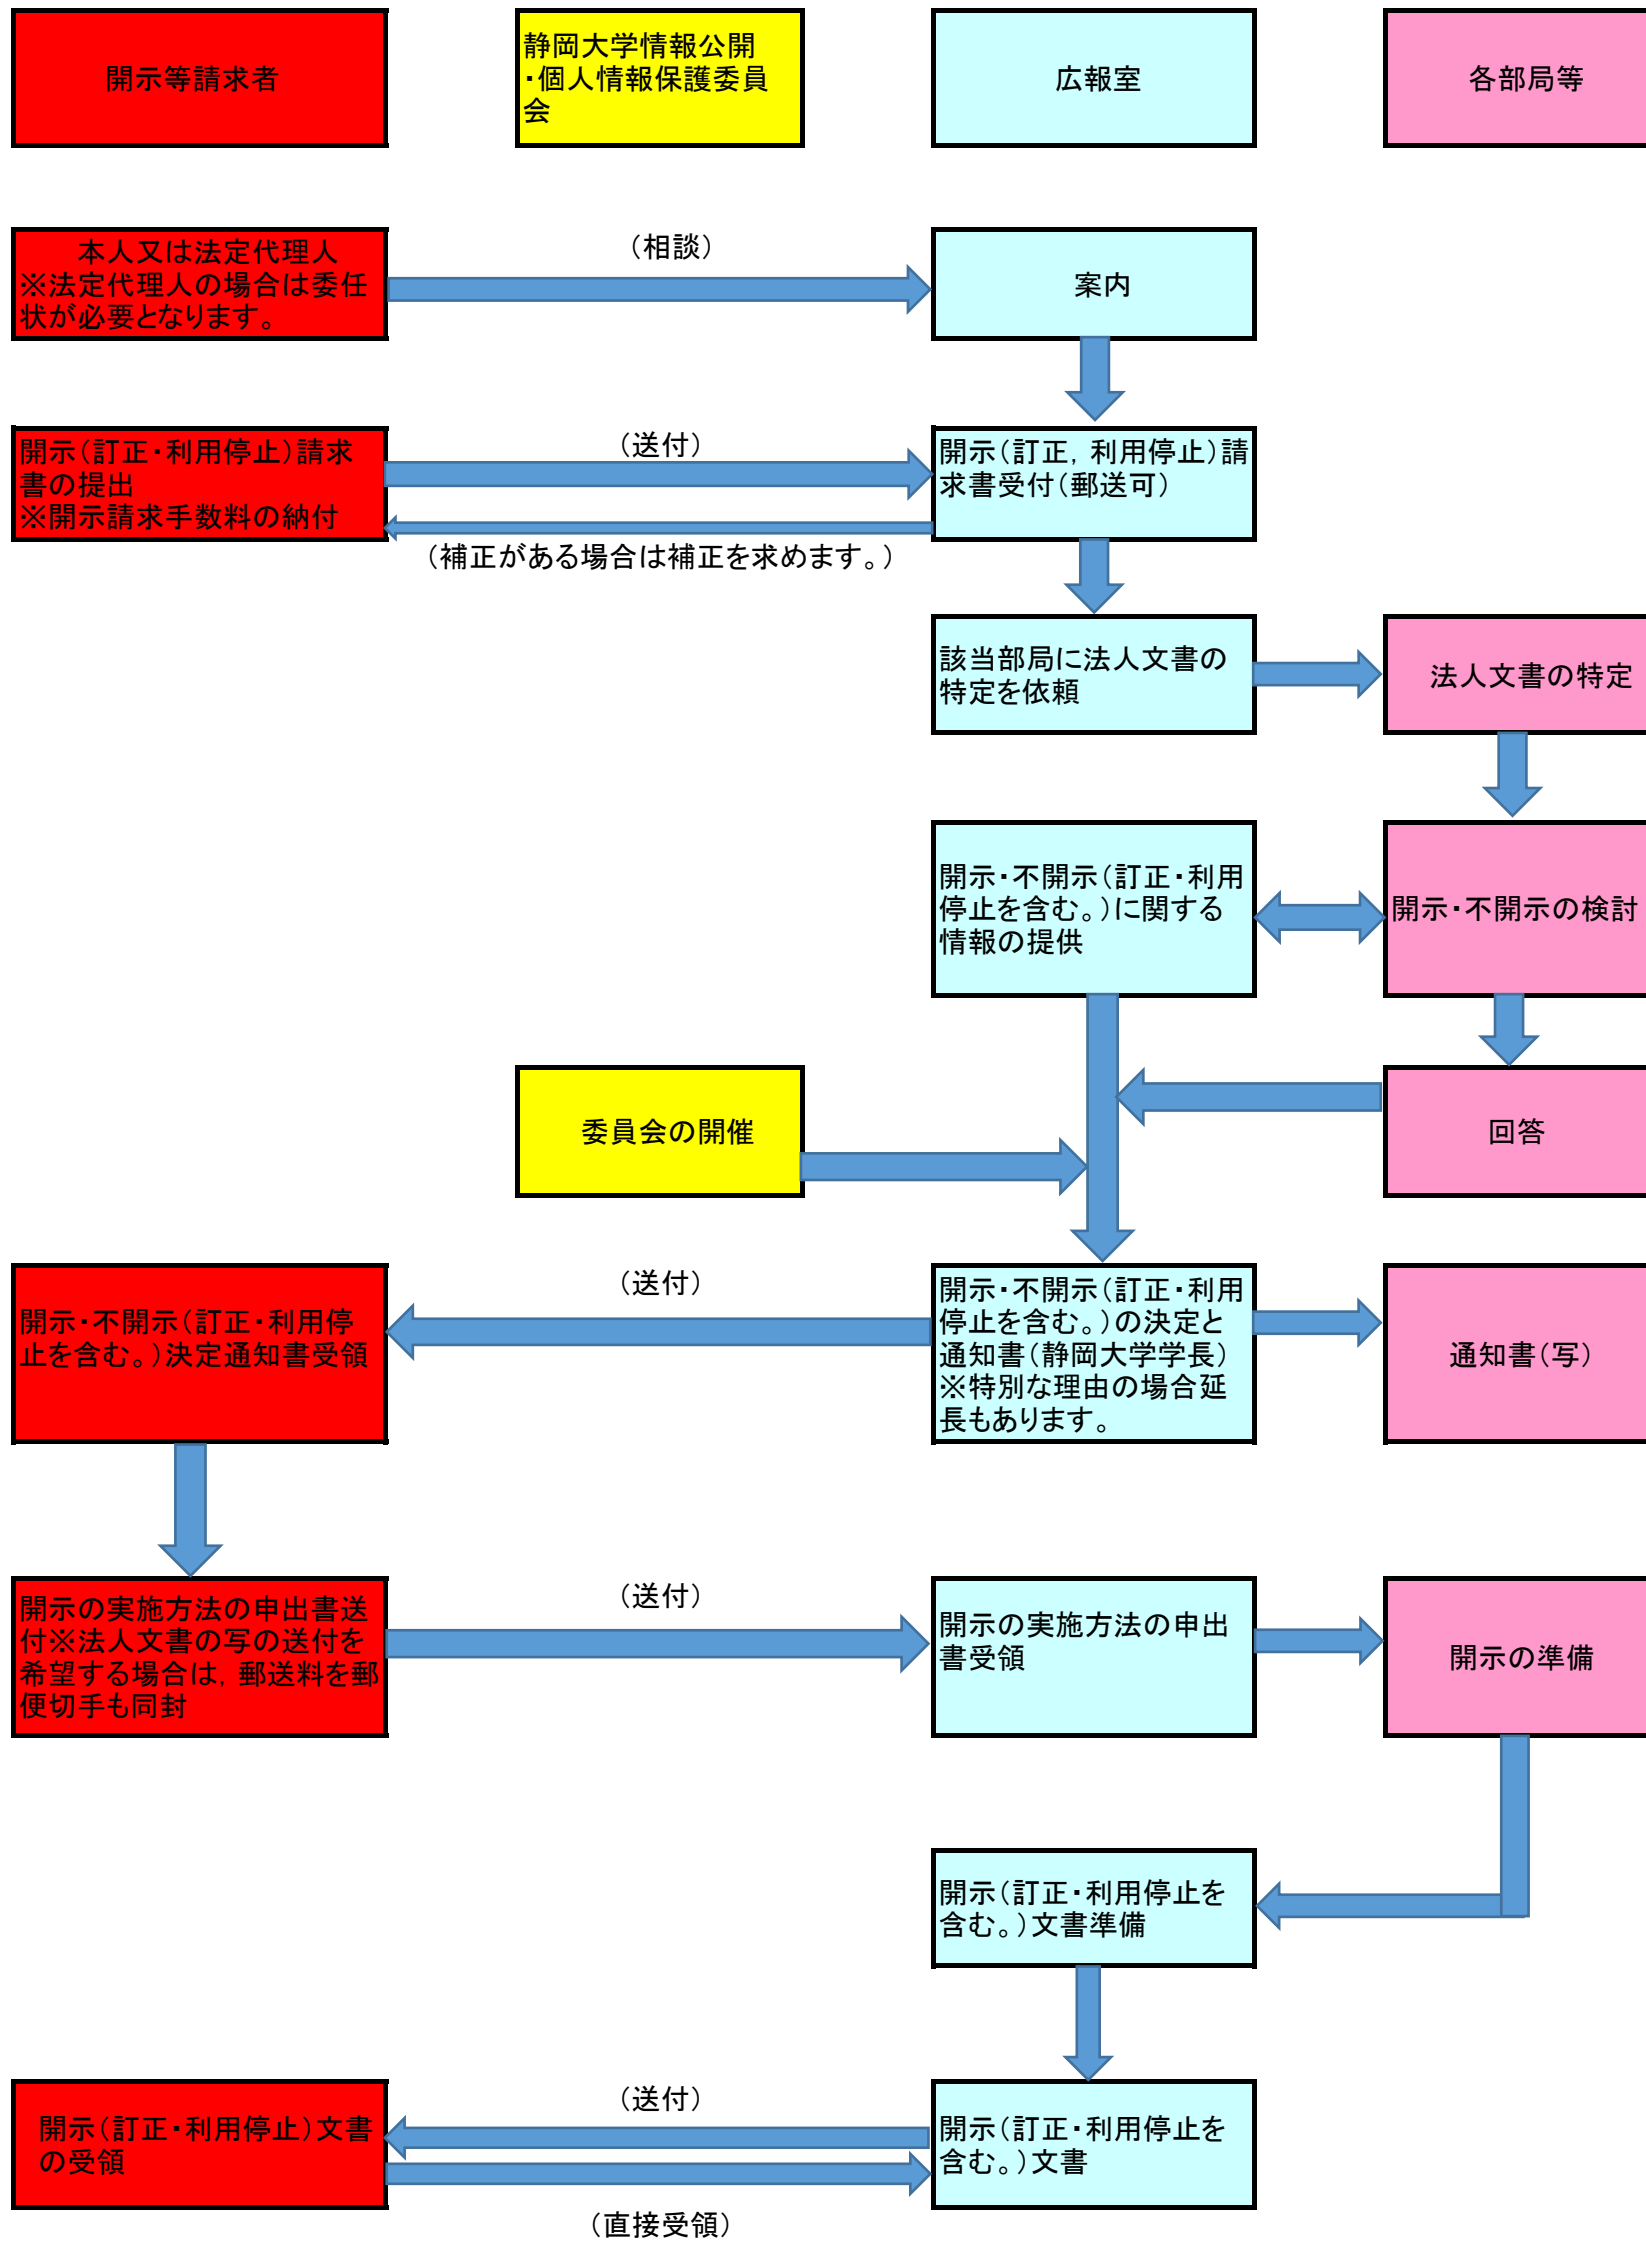 開示等請求者
静岡大学情報公開
・個人情報保護委員
会
広報室
各部局等
本人又は法定代理人
※法定代理人の場合は委任
状が必要となります。
(相談)
案内
開示(訂正・利用停止)請求
書の提出
※開示請求手数料の納付
(送付)
(補正がある場合は補正を求めます。)
開示(訂正,利用停止)請
求書受付(郵送可)
該当部局に法人文書の
特定を依頼
法人文書の特定
開示・不開示(訂正・利用
停止を含む。)に関する
情報の提供
開示・不開示の検討
委員会の開催
回答
開示・不開示(訂正・利用停
止を含む。)決定通知書受領
(送付)
開示・不開示(訂正・利用
停止を含む。)の決定と
通知書(静岡大学学長)
※特別な理由の場合延
長もあります。
通知書(写)
開示の実施方法の申出書送
付※法人文書の写の送付を
希望する場合は,郵送料を郵
便切手も同封
(送付)
開示の実施方法の申出
書受領
開示の準備
開示(訂正・利用停止を
含む。)文書準備
開示(訂正・利用停止)文書
の受領
(送付)
(直接受領)
開示(訂正・利用停止を
含む。)文書